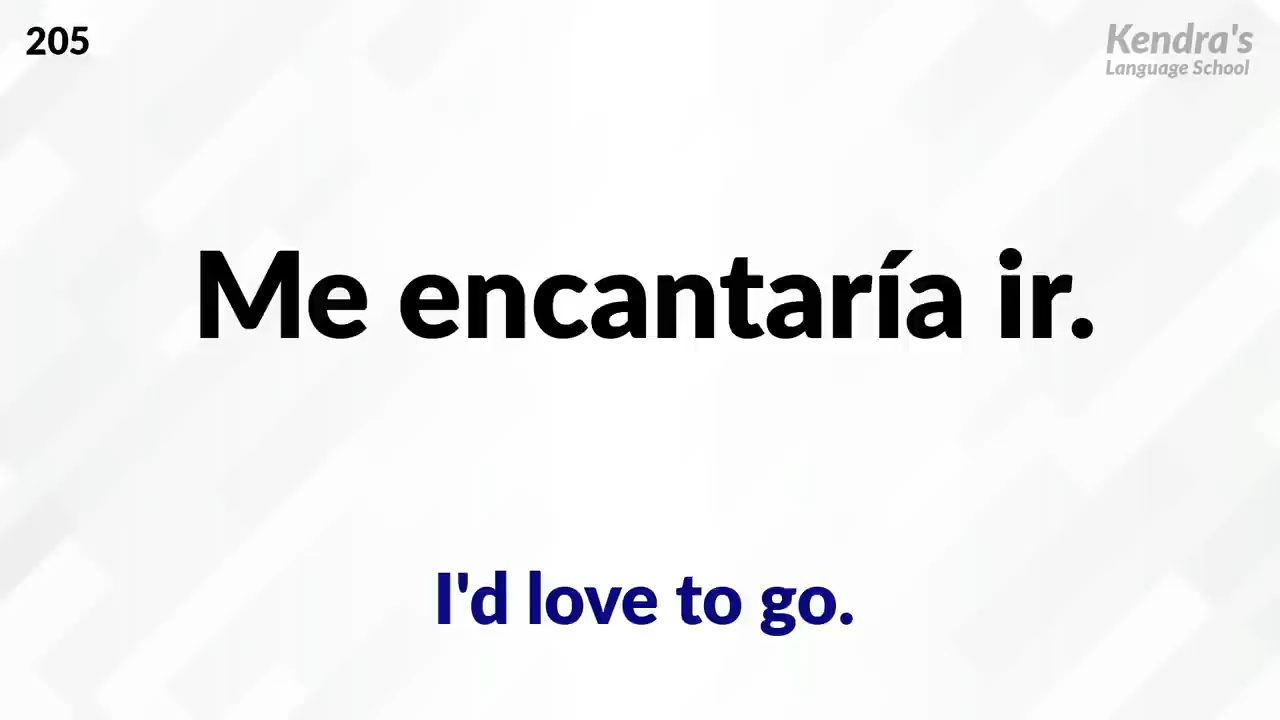 205
Kendra's
Language School
Me encantaría ir.
I'd love to go.